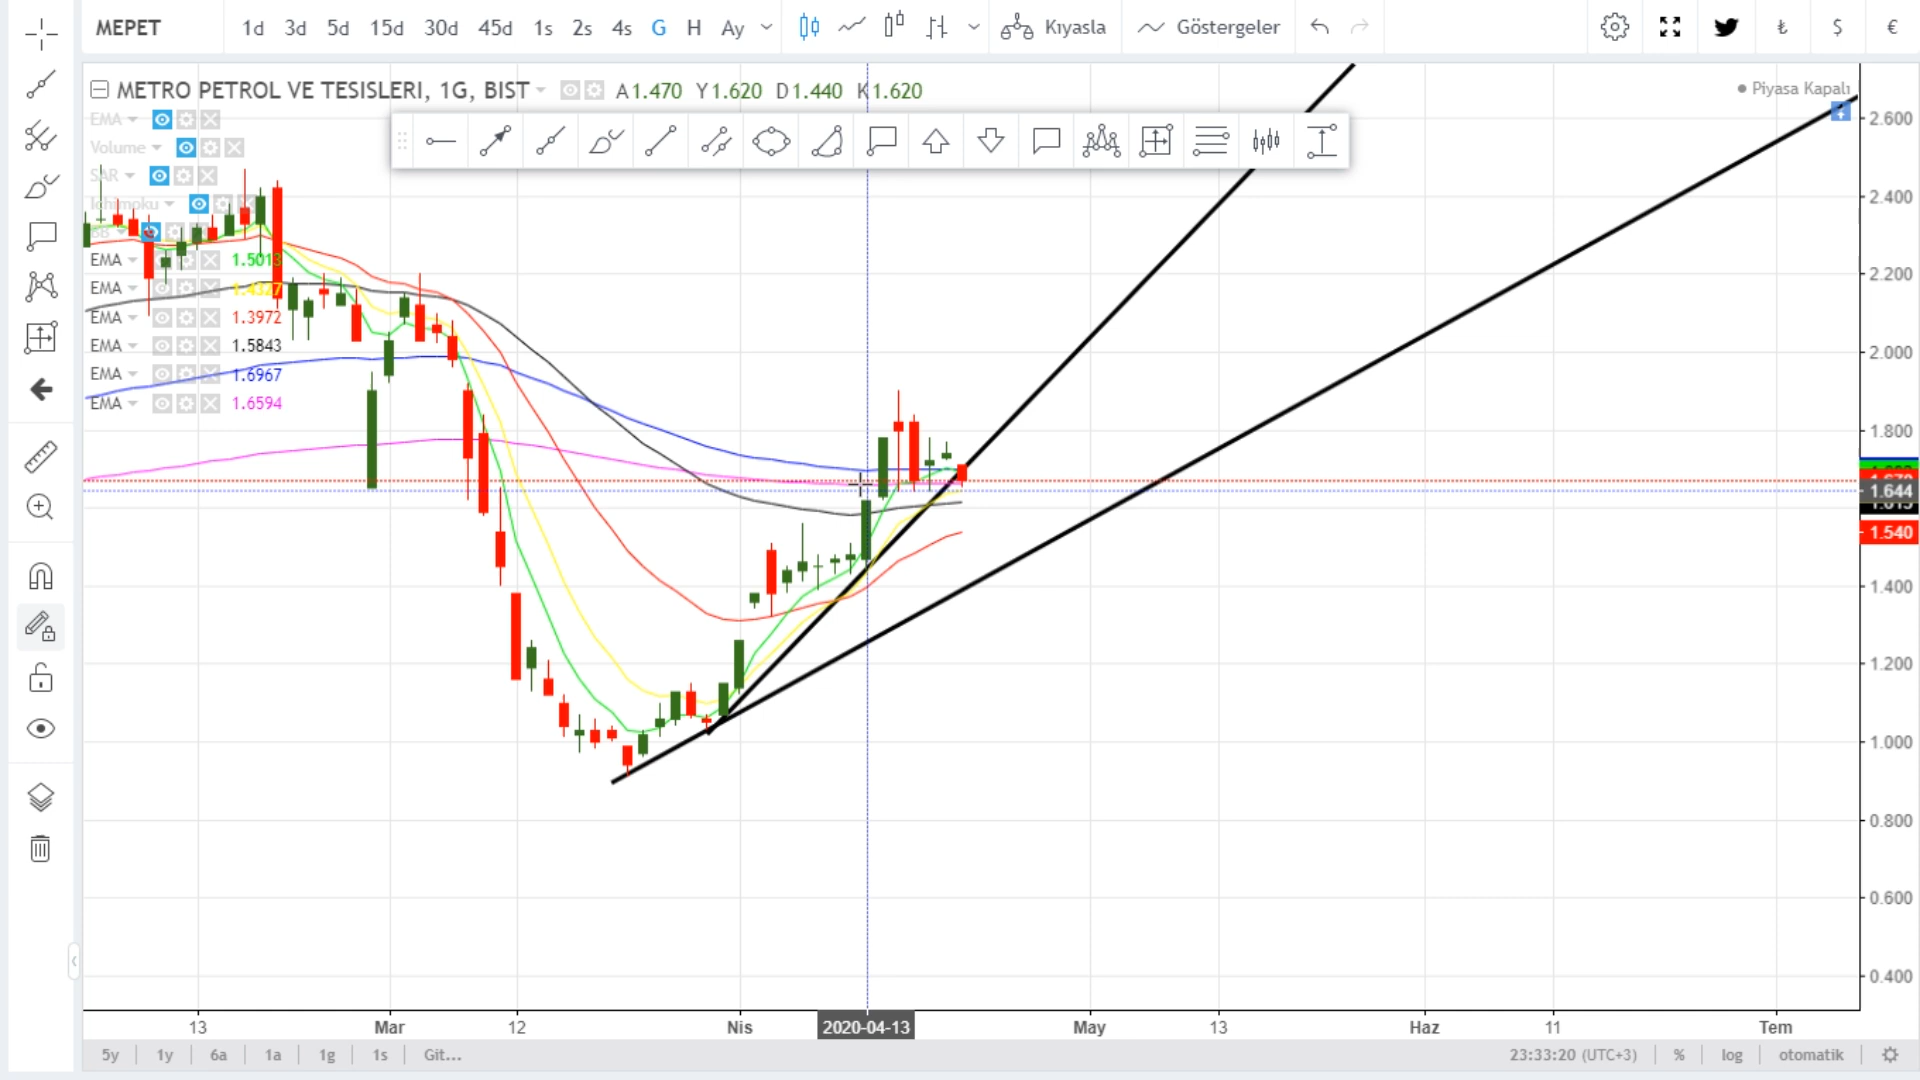 MEPET 1d 3d 5d 15d 30d 45d 1s 2s 4s G H Ay Kıyasla Göstergeler ₺ $ €
METRO PETROL VE TESISLERI, 1G, BIST A1.470 Y1.620 D1.440 K1.620
Piyasa Kapalı
EMA
Volume
SAR
Ichimoku
BB
EMA 1.5013
EMA 1.4327
EMA 1.3972
EMA 1.5843
EMA 1.6967
EMA 1.6594
2.600
2.400
2.200
2.000
1.800
1.644
1.540
1.400
1.200
1.000
0.800
0.600
0.400
13 Mar 12 Nis 2020-04-13 May 13 Haz 11 Tem
5y 1y 6a 1a 1g 1s Git... 23:33:20 (UTC+3) % log otomatik